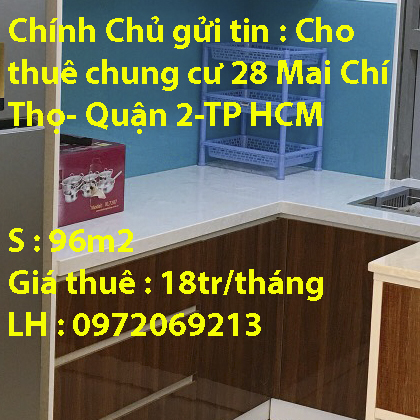 Chính Chủ gửi tin : Cho
thuê chung cư 28 Mai Chí
Thọ- Quận 2-TP HCM
S : 96m2
Giá thuê : 18tr/tháng
LH : 0972069213